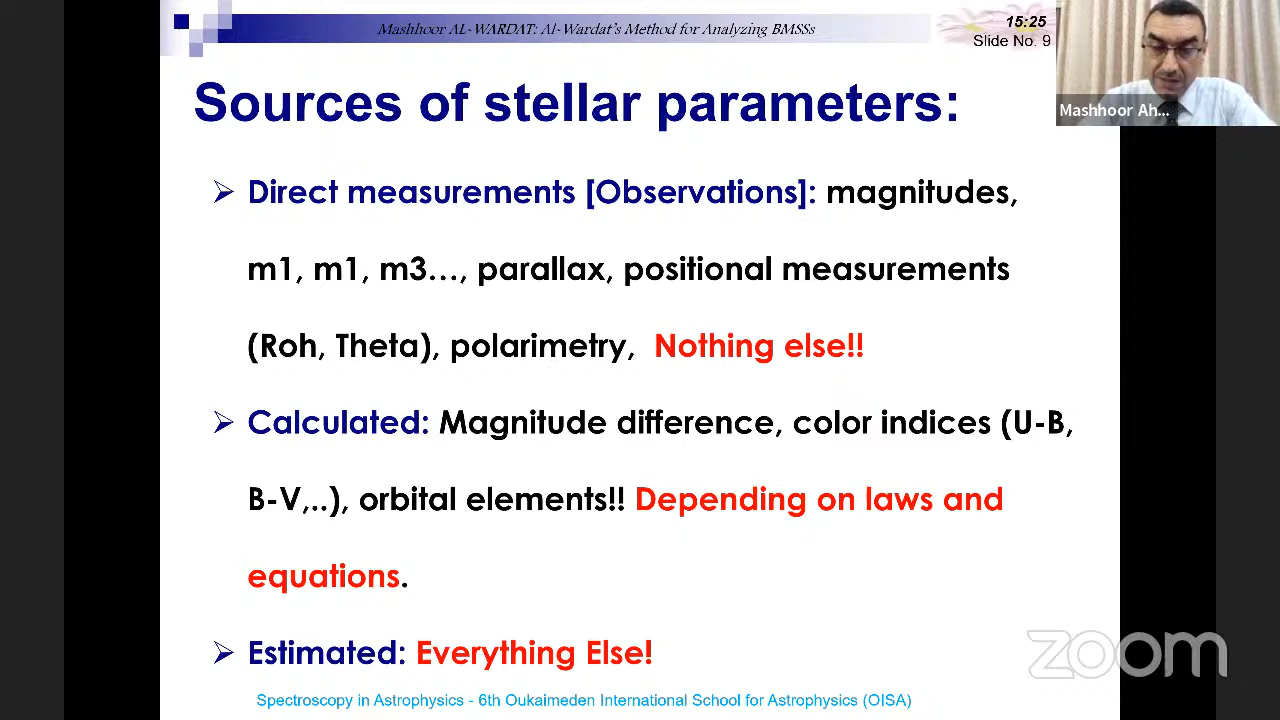 Mashhoor AL-WARDAT: Al-Wardat's Method for Analyzing BMSSs
15:25
Slide No. 9
Mashhoor Ah...
Sources of stellar parameters:
Direct measurements [Observations]: magnitudes,
m1, m1, m3…, parallax, positional measurements
(Roh, Theta), polarimetry, Nothing else!!
Calculated: Magnitude difference, color indices (U-B,
B-V,..), orbital elements!! Depending on laws and
equations.
Estimated: Everything Else!
zoom
Spectroscopy in Astrophysics - 6th Oukaimeden International School for Astrophysics (OISA)